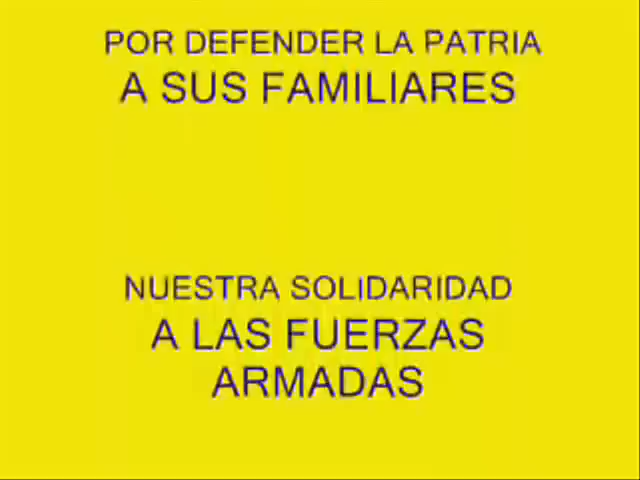 POR DEFENDER LA PATRIA
A SUS FAMILIARES
NUESTRA SOLIDARIDAD
A LAS FUERZAS
ARMADAS